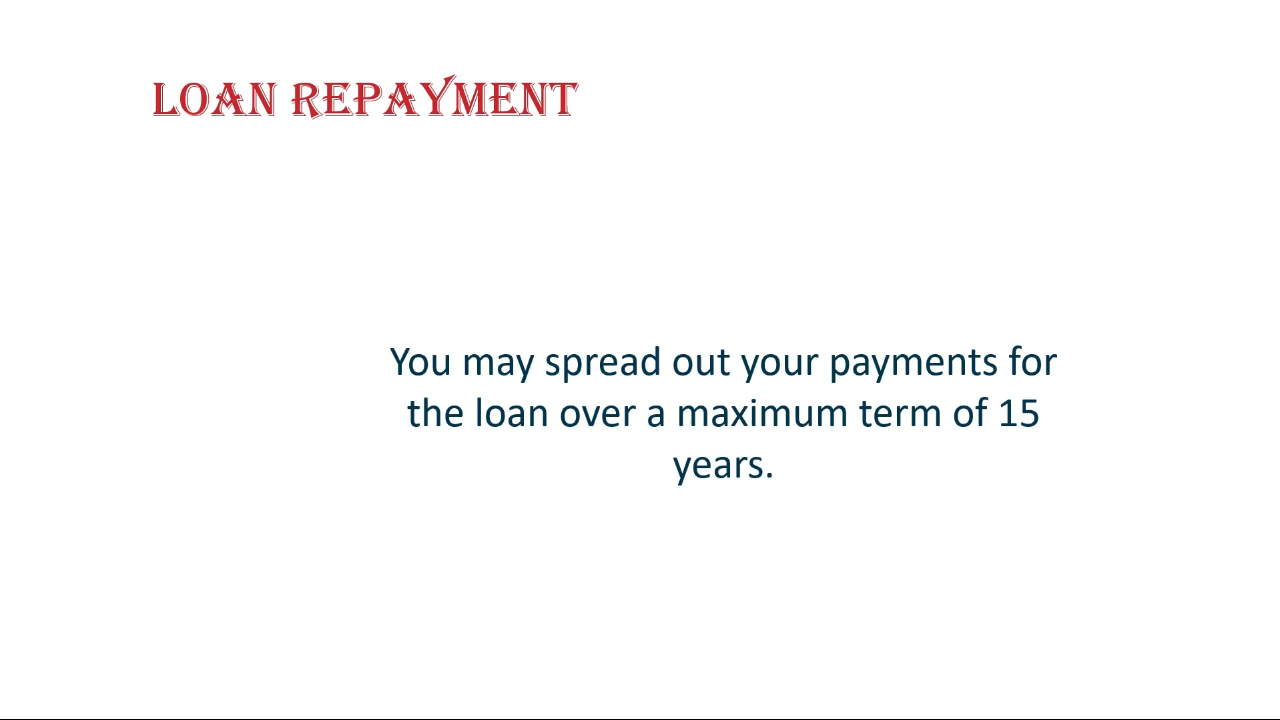 LOAN REPAYMENT
You may spread out your payments for
the loan over a maximum term of 15
years.